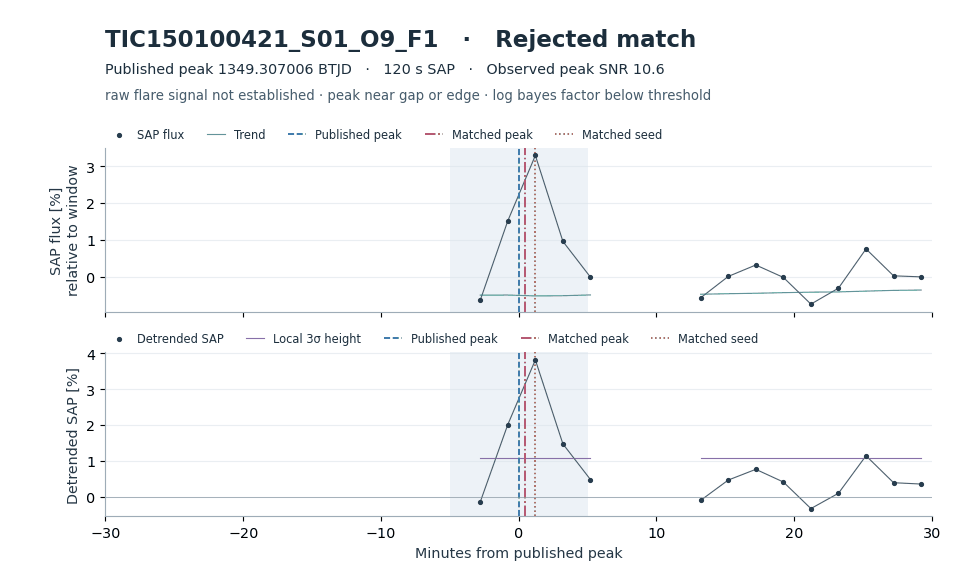 TIC150100421_S01_O9_F1 · Rejected match
Published peak 1349.307006 BTJD · 120 s SAP · Observed peak SNR 10.6
raw flare signal not established · peak near gap or edge · log bayes factor below threshold
SAP flux Trend Published peak Matched peak Matched seed
SAP flux [%]
relative to window
3
2
1
0
Detrended SAP Local 3σ height Published peak Matched peak Matched seed
Detrended SAP [%]
4
3
2
1
0
−30 −20 −10 0 10 20 30
Minutes from published peak